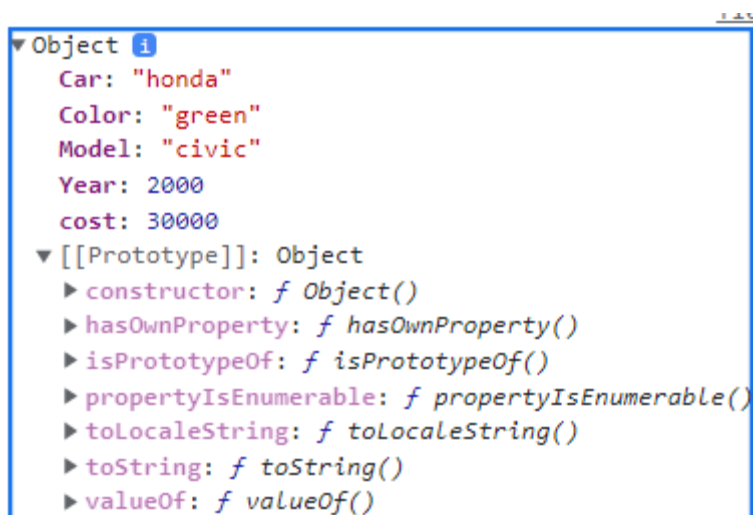 Object i
Car: "honda"
Color: "green"
Model: "civic"
Year: 2000
cost: 30000
[[Prototype]]: Object
constructor: ƒ Object()
hasOwnProperty: ƒ hasOwnProperty()
isPrototypeOf: ƒ isPrototypeOf()
propertyIsEnumerable: ƒ propertyIsEnumerable()
toLocaleString: ƒ toLocaleString()
toString: ƒ toString()
valueOf: ƒ valueOf()